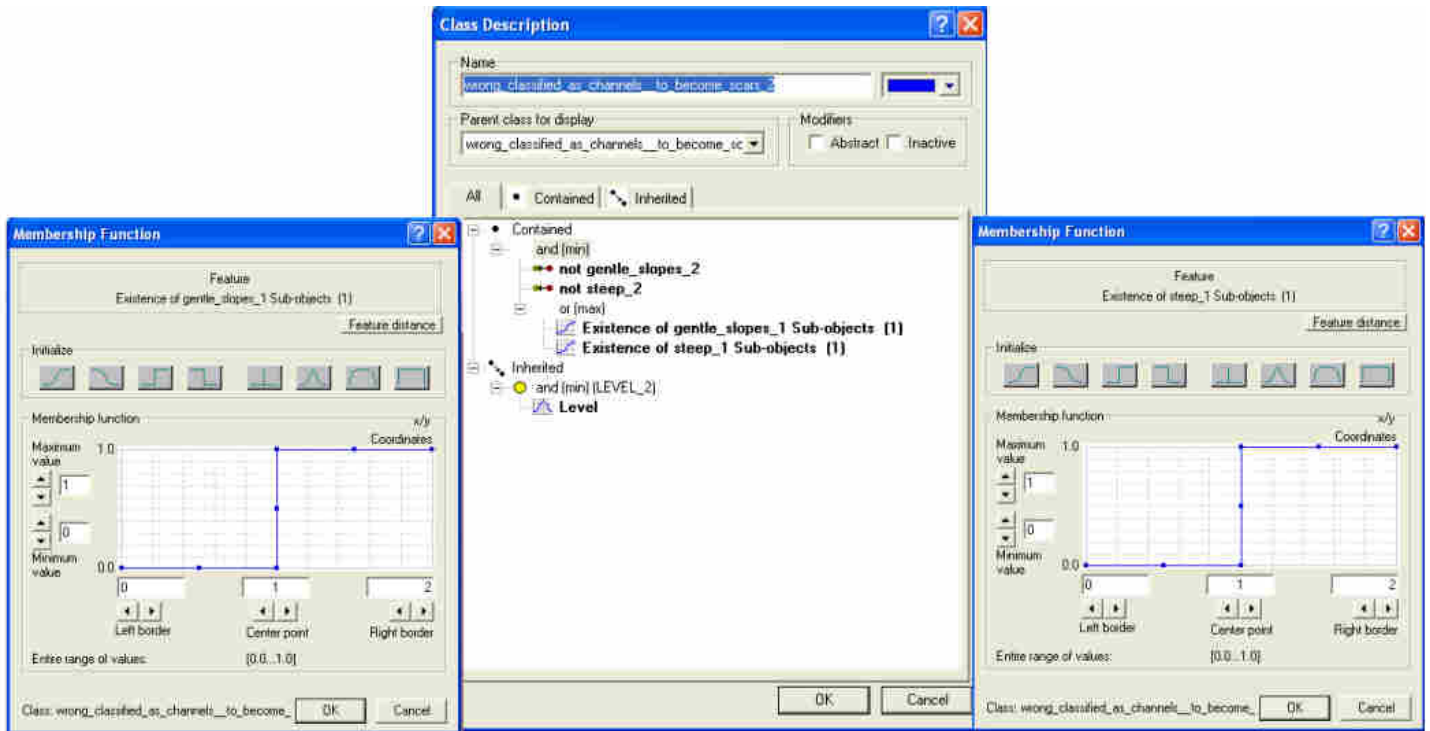 Class Description
Name
wrong_classified_as_channels__to_become_scars_2
Parent class for display
Modifiers
wrong_classified_as_channels__to_become_sc
Abstract
Inactive
All
Contained
Inherited
Contained
and (min)
not gentle_slopes_2
not steep_2
or (max)
Existence of gentle_slopes_1 Sub-objects (1)
Existence of steep_1 Sub-objects (1)
Inherited
and (min) (LEVEL_2)
Level
OK
Cancel
Membership Function
Feature
Existence of gentle_slopes_1 Sub-objects (1)
Feature distance
Initialize
Membership function
x/y
Coordinates
Maximum
value
1.0
1
0
Minimum
value
0.0
0
1
2
Left border
Center point
Right border
Entire range of values:
[0.0...1.0]
Class: wrong_classified_as_channels__to_become_
OK
Cancel
Membership Function
Feature
Existence of steep_1 Sub-objects (1)
Feature distance
Initialize
Membership function
x/y
Coordinates
Maximum
value
1.0
1
0
Minimum
value
0.0
0
1
2
Left border
Center point
Right border
Entire range of values:
[0.0...1.0]
Class: wrong_classified_as_channels__to_become_
OK
Cancel